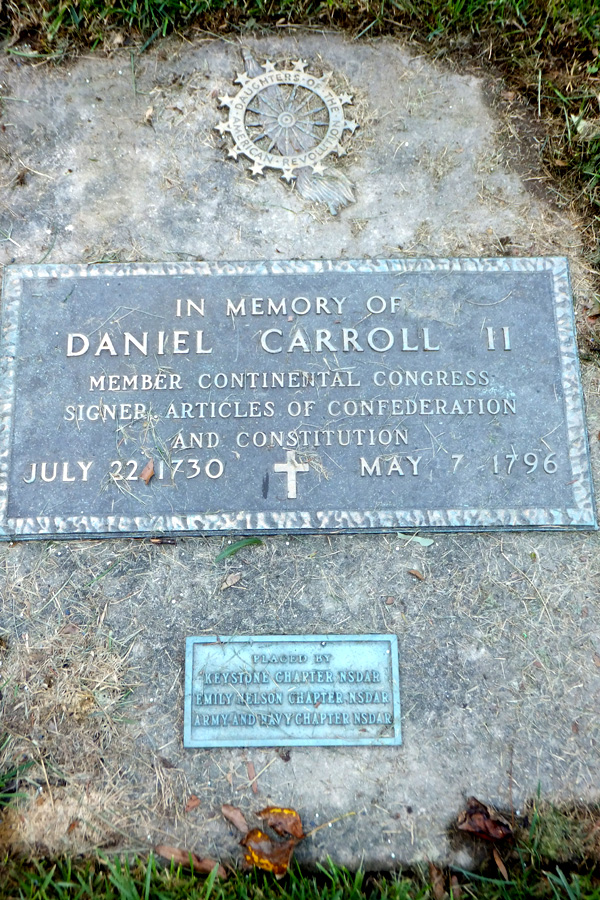 DAUGHTERS OF THE AMERICAN REVOLUTION
IN MEMORY OF
DANIEL CARROLL II
MEMBER CONTINENTAL CONGRESS
SIGNER ARTICLES OF CONFEDERATION
AND CONSTITUTION
JULY 22 1730 MAY 7 1796
PLACED BY
KEYSTONE CHAPTER NSDAR
EMILY NELSON CHAPTER NSDAR
ARMY AND NAVY CHAPTER NSDAR